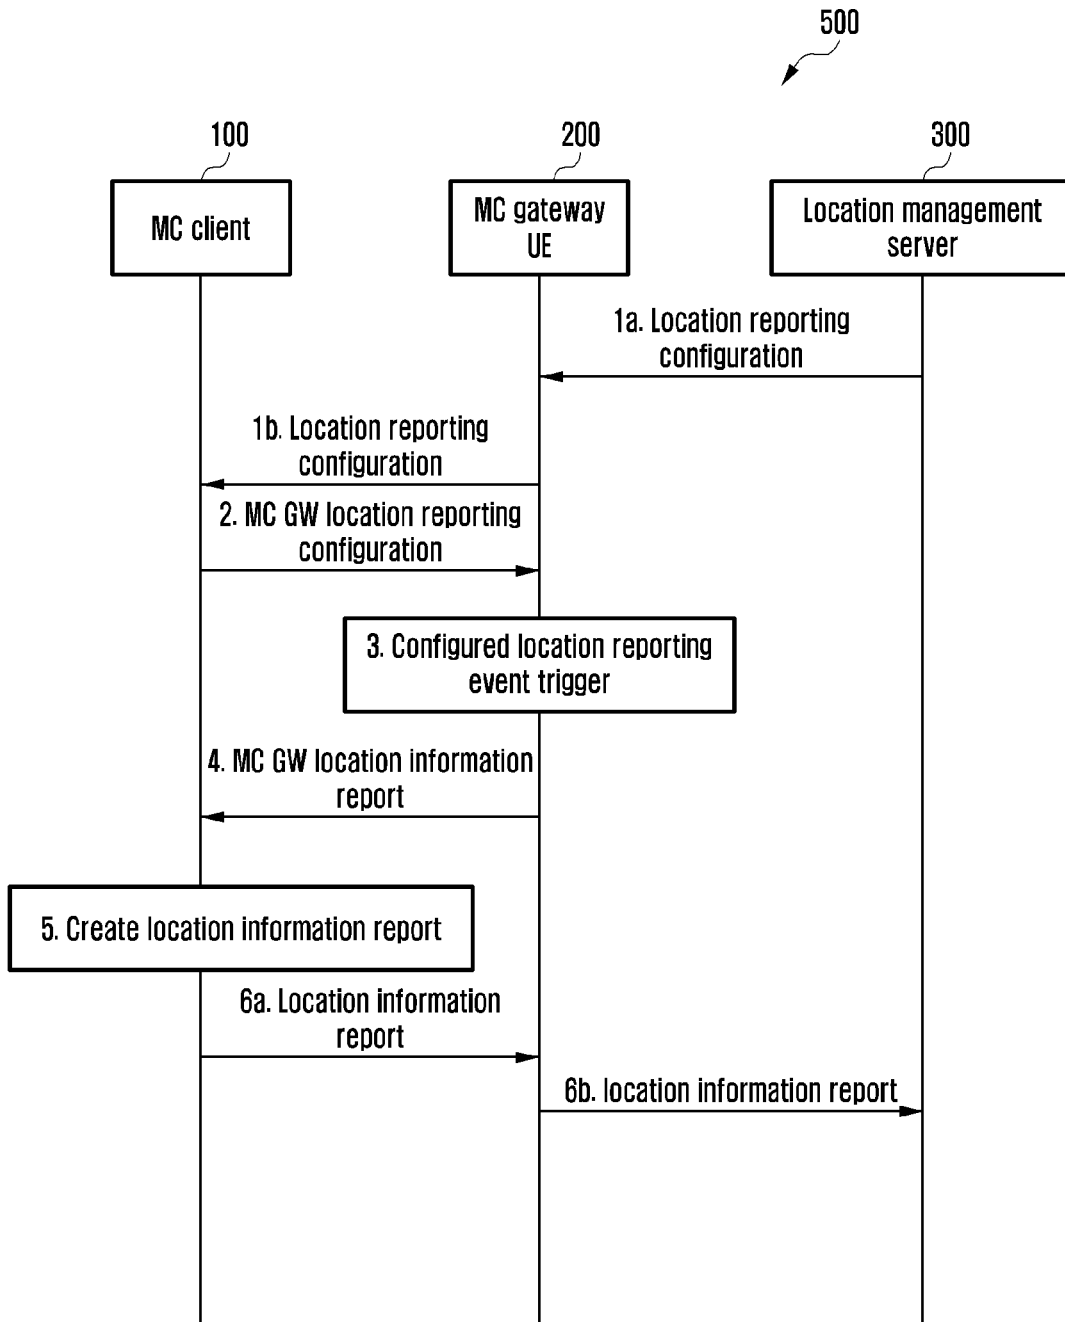 500
100
200
300
MC client
MC gateway
UE
Location management
server
1a. Location reporting
configuration
1b. Location reporting
configuration
2. MC GW location reporting
configuration
3. Configured location reporting
event trigger
4. MC GW location information
report
5. Create location information report
6a. Location information
report
6b. location information report